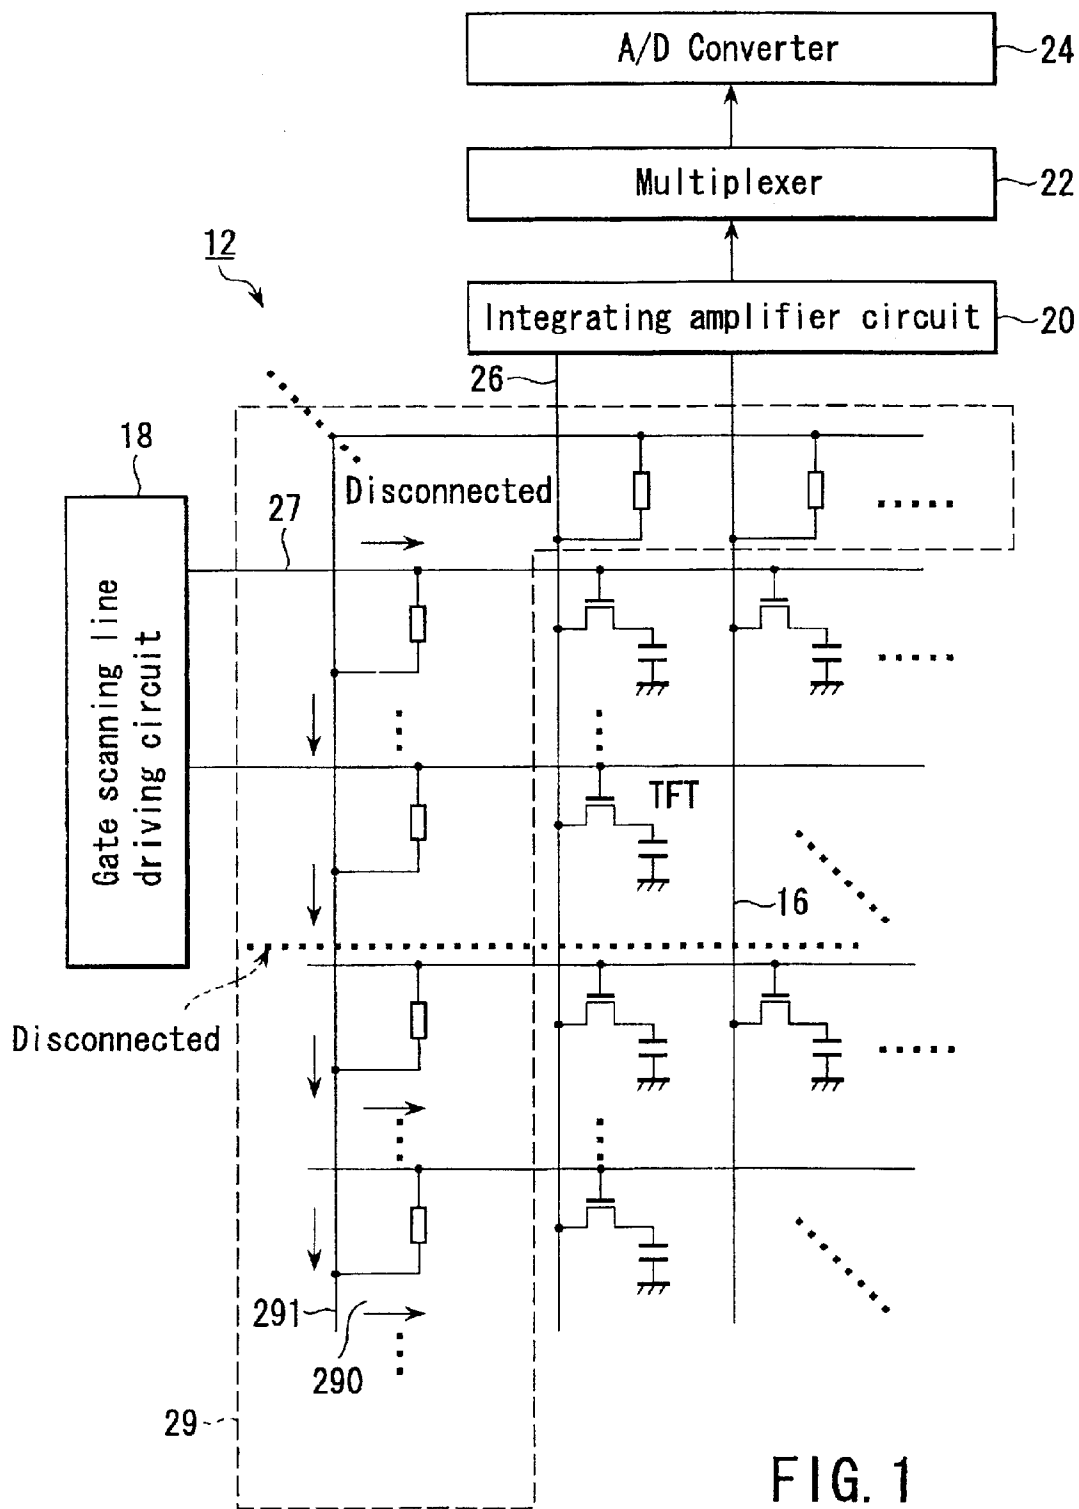 A/D Converter
24
Multiplexer
22
12
Integrating amplifier circuit
20
26
18
Disconnected
27
Gate scanning line
driving circuit
TFT
16
Disconnected
291
290
29
FIG. 1